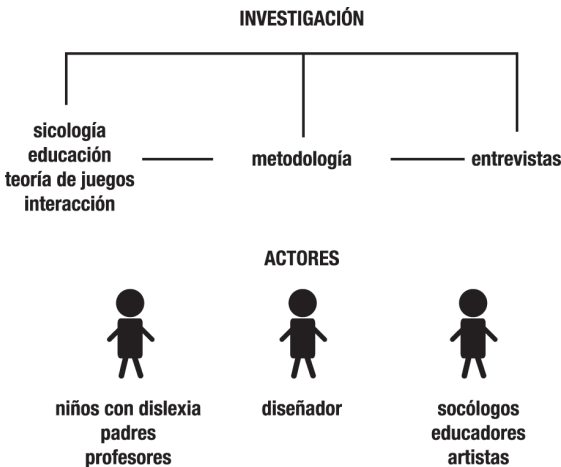 INVESTIGACIÓN
sicología
educación
teoría de juegos
interacción
metodología
entrevistas
ACTORES
niños con dislexia
padres
profesores
diseñador
socólogos
educadores
artistas